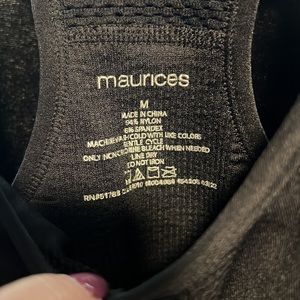 maurices
M
MADE IN CHINA
94% NYLON
6% SPANDEX
MACHINE WASH COLD WITH LIKE COLORS
GENTLE CYCLE
ONLY NON-CHLORINE BLEACH WHEN NEEDED
LINE DRY
DO NOT IRON